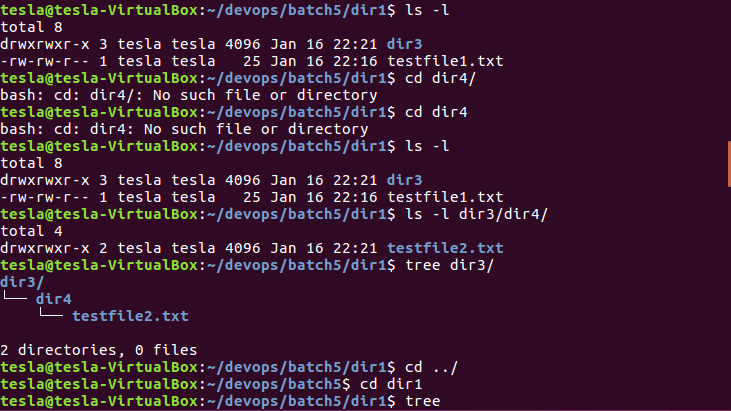 tesla@tesla-VirtualBox:~/devops/batch5/dir1$ ls -l
total 8
drwxrwxr-x 3 tesla tesla 4096 Jan 16 22:21 dir3
-rw-rw-r-- 1 tesla tesla   25 Jan 16 22:16 testfile1.txt
tesla@tesla-VirtualBox:~/devops/batch5/dir1$ cd dir4/
bash: cd: dir4/: No such file or directory
tesla@tesla-VirtualBox:~/devops/batch5/dir1$ cd dir4
bash: cd: dir4: No such file or directory
tesla@tesla-VirtualBox:~/devops/batch5/dir1$ ls -l
total 8
drwxrwxr-x 3 tesla tesla 4096 Jan 16 22:21 dir3
-rw-rw-r-- 1 tesla tesla   25 Jan 16 22:16 testfile1.txt
tesla@tesla-VirtualBox:~/devops/batch5/dir1$ ls -l dir3/dir4/
total 4
drwxrwxr-x 2 tesla tesla 4096 Jan 16 22:21 testfile2.txt
tesla@tesla-VirtualBox:~/devops/batch5/dir1$ tree dir3/
dir3/
└── dir4
    └── testfile2.txt

2 directories, 0 files
tesla@tesla-VirtualBox:~/devops/batch5/dir1$ cd ../
tesla@tesla-VirtualBox:~/devops/batch5$ cd dir1
tesla@tesla-VirtualBox:~/devops/batch5/dir1$ tree